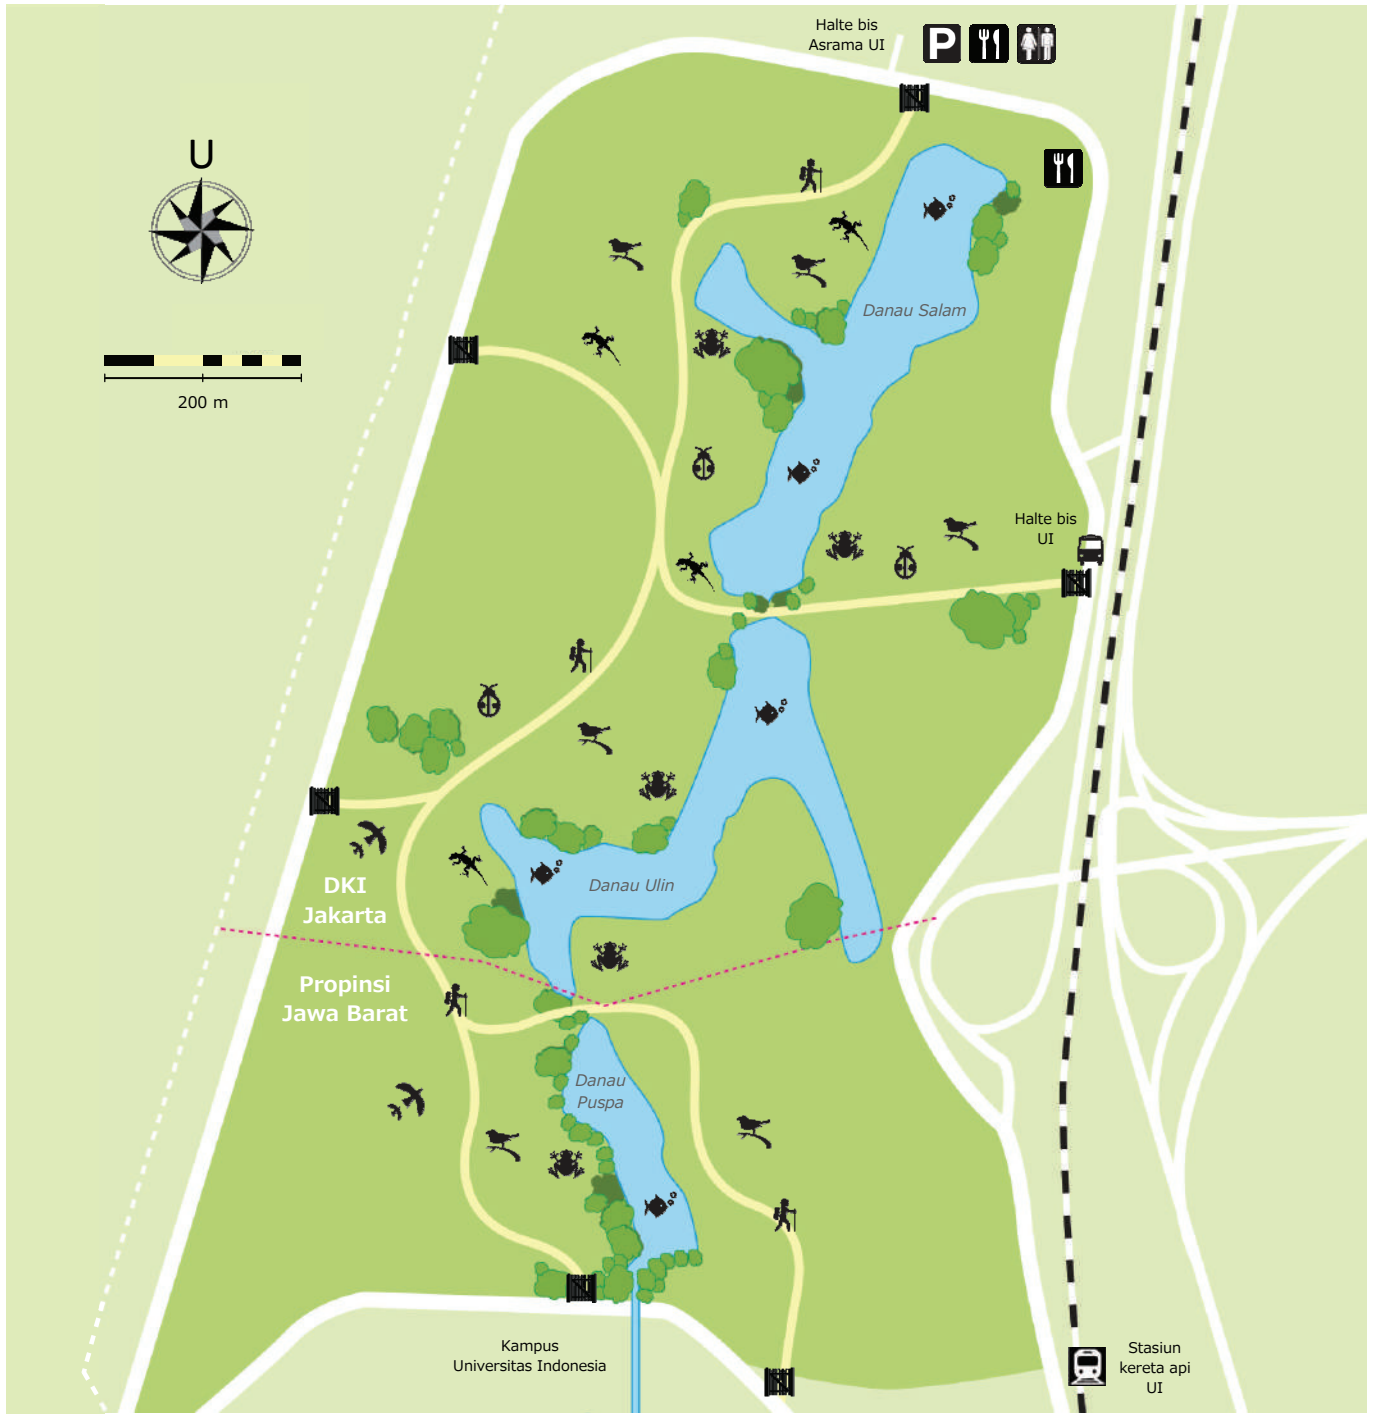 Halte bis
Asrama UI
P
U
200 m
Danau Salam
Halte bis
UI
DKI
Jakarta
Danau Ulin
Propinsi
Jawa Barat
Danau
Puspa
Kampus
Universitas Indonesia
Stasiun
kereta api
UI